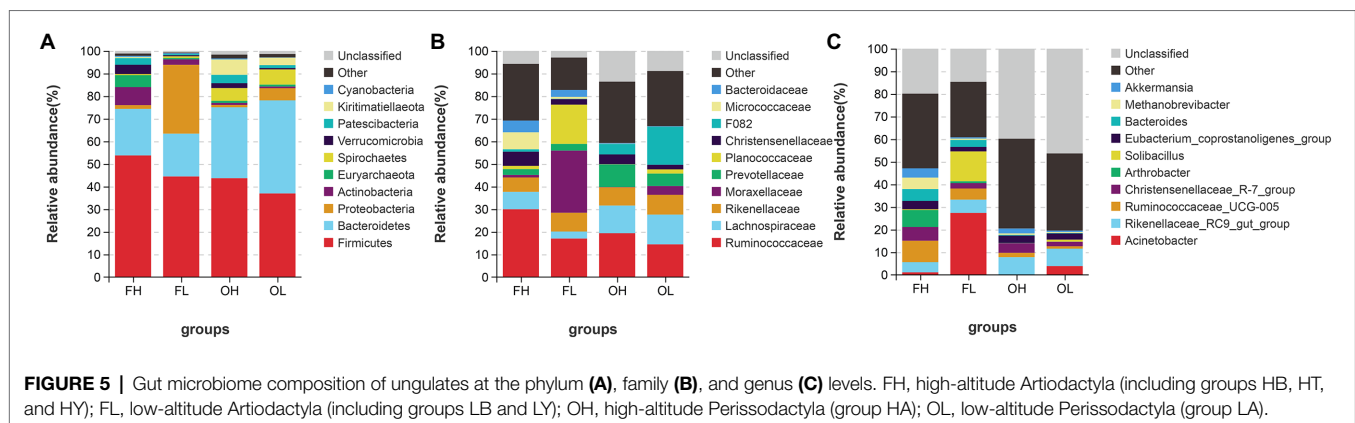 A
Relative abundance(%)
100
90
80
70
60
50
40
30
20
10
0
FH
FL
OH
OL
groups
Unclassified
Other
Cyanobacteria
Kiritimatiellaeota
Patescibacteria
Verrucomicrobia
Spirochaetes
Euryarchaeota
Actinobacteria
Proteobacteria
Bacteroidetes
Firmicutes
B
Relative abundance(%)
100
90
80
70
60
50
40
30
20
10
0
FH
FL
OH
OL
groups
Unclassified
Other
Bacteroidaceae
Micrococcaceae
F082
Christensenellaceae
Planococcaceae
Prevotellaceae
Moraxellaceae
Rikenellaceae
Lachnospiraceae
Ruminococcaceae
C
Relative abundance(%)
100
90
80
70
60
50
40
30
20
10
0
FH
FL
OH
OL
groups
Unclassified
Other
Akkermansia
Methanobrevibacter
Bacteroides
Eubacterium_coprostanoligenes_group
Solibacillus
Arthrobacter
Christensenellaceae_R-7_group
Ruminococcaceae_UCG-005
Rikenellaceae_RC9_gut_group
Acinetobacter
FIGURE 5 | Gut microbiome composition of ungulates at the phylum (A), family (B), and genus (C) levels. FH, high-altitude Artiodactyla (including groups HB, HT,
and HY); FL, low-altitude Artiodactyla (including groups LB and LY); OH, high-altitude Perissodactyla (group HA); OL, low-altitude Perissodactyla (group LA).